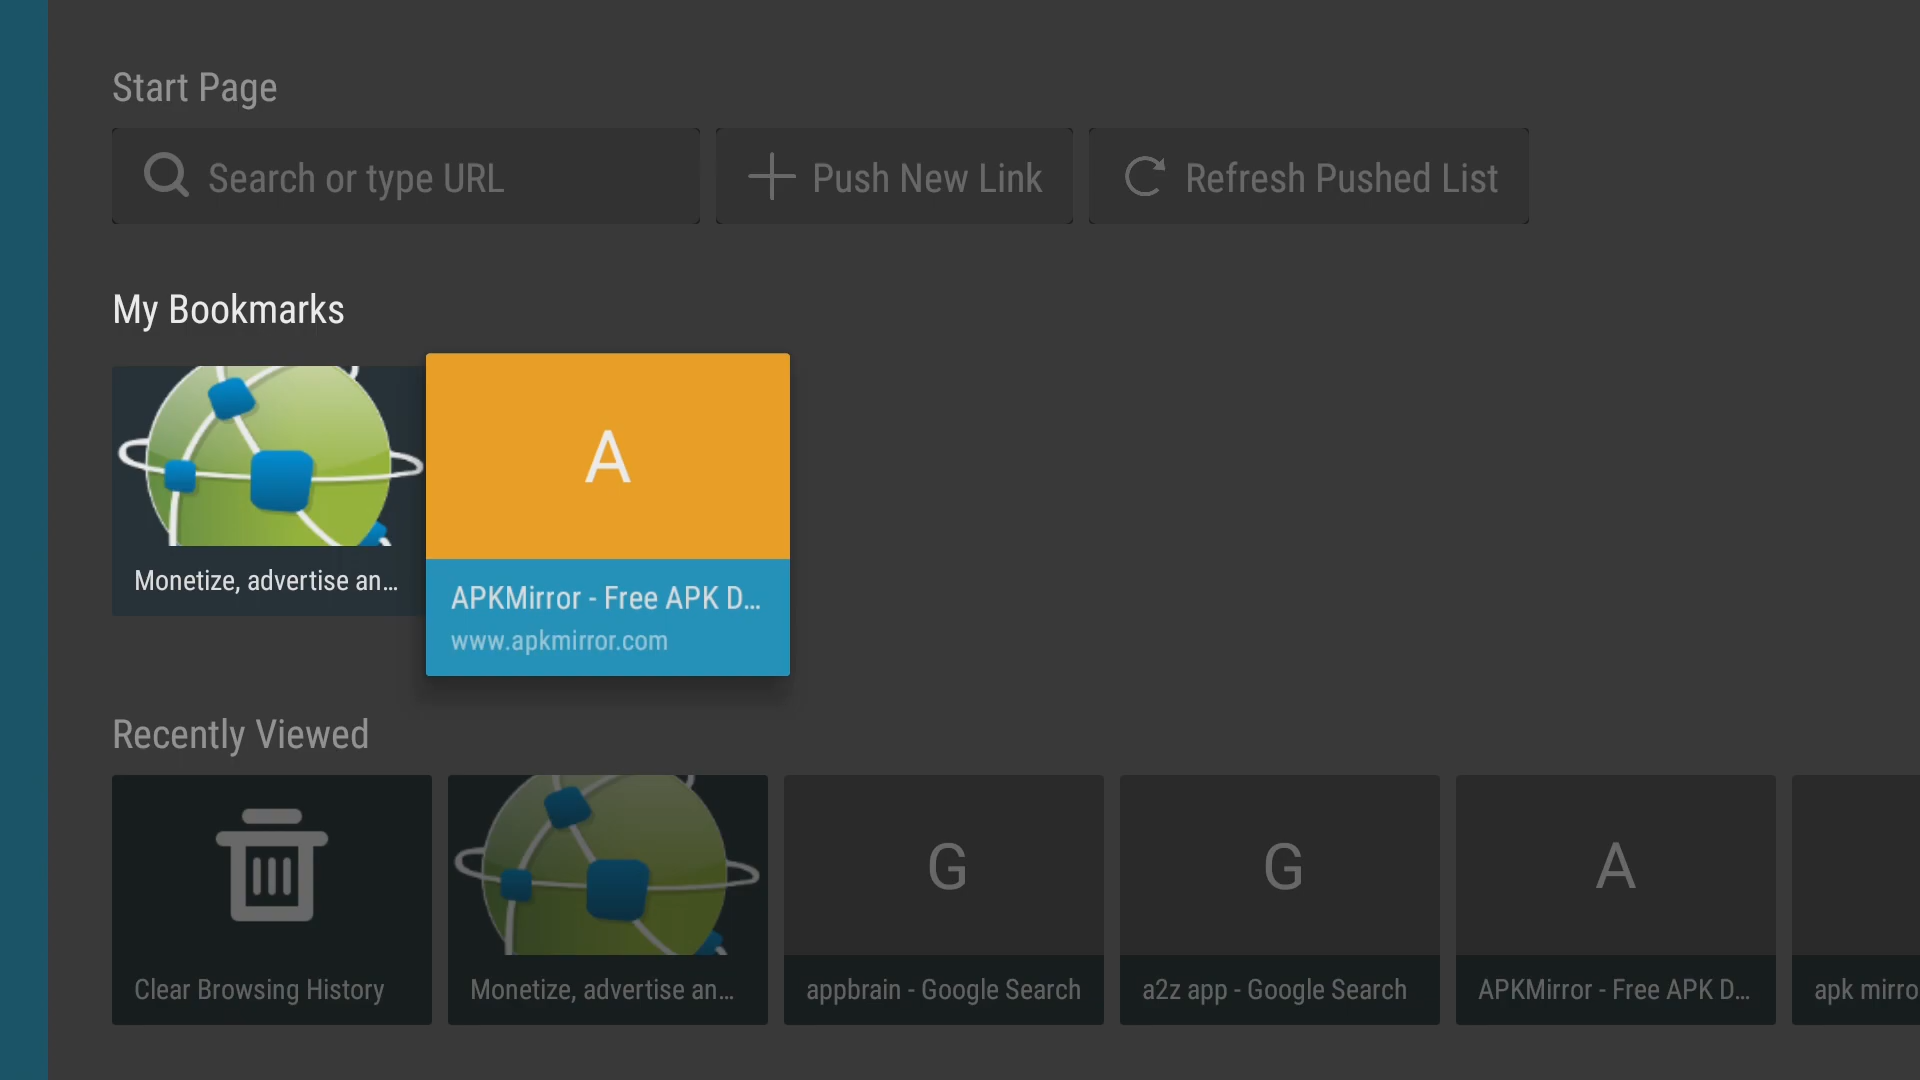 Start Page
Search or type URL
Push New Link
Refresh Pushed List
My Bookmarks
A
Monetize, advertise an...
APKMirror - Free APK D...
www.apkmirror.com
Recently Viewed
G
G
A
Clear Browsing History
Monetize, advertise an...
appbrain - Google Search
a2z app - Google Search
APKMirror - Free APK D...
apk mirro